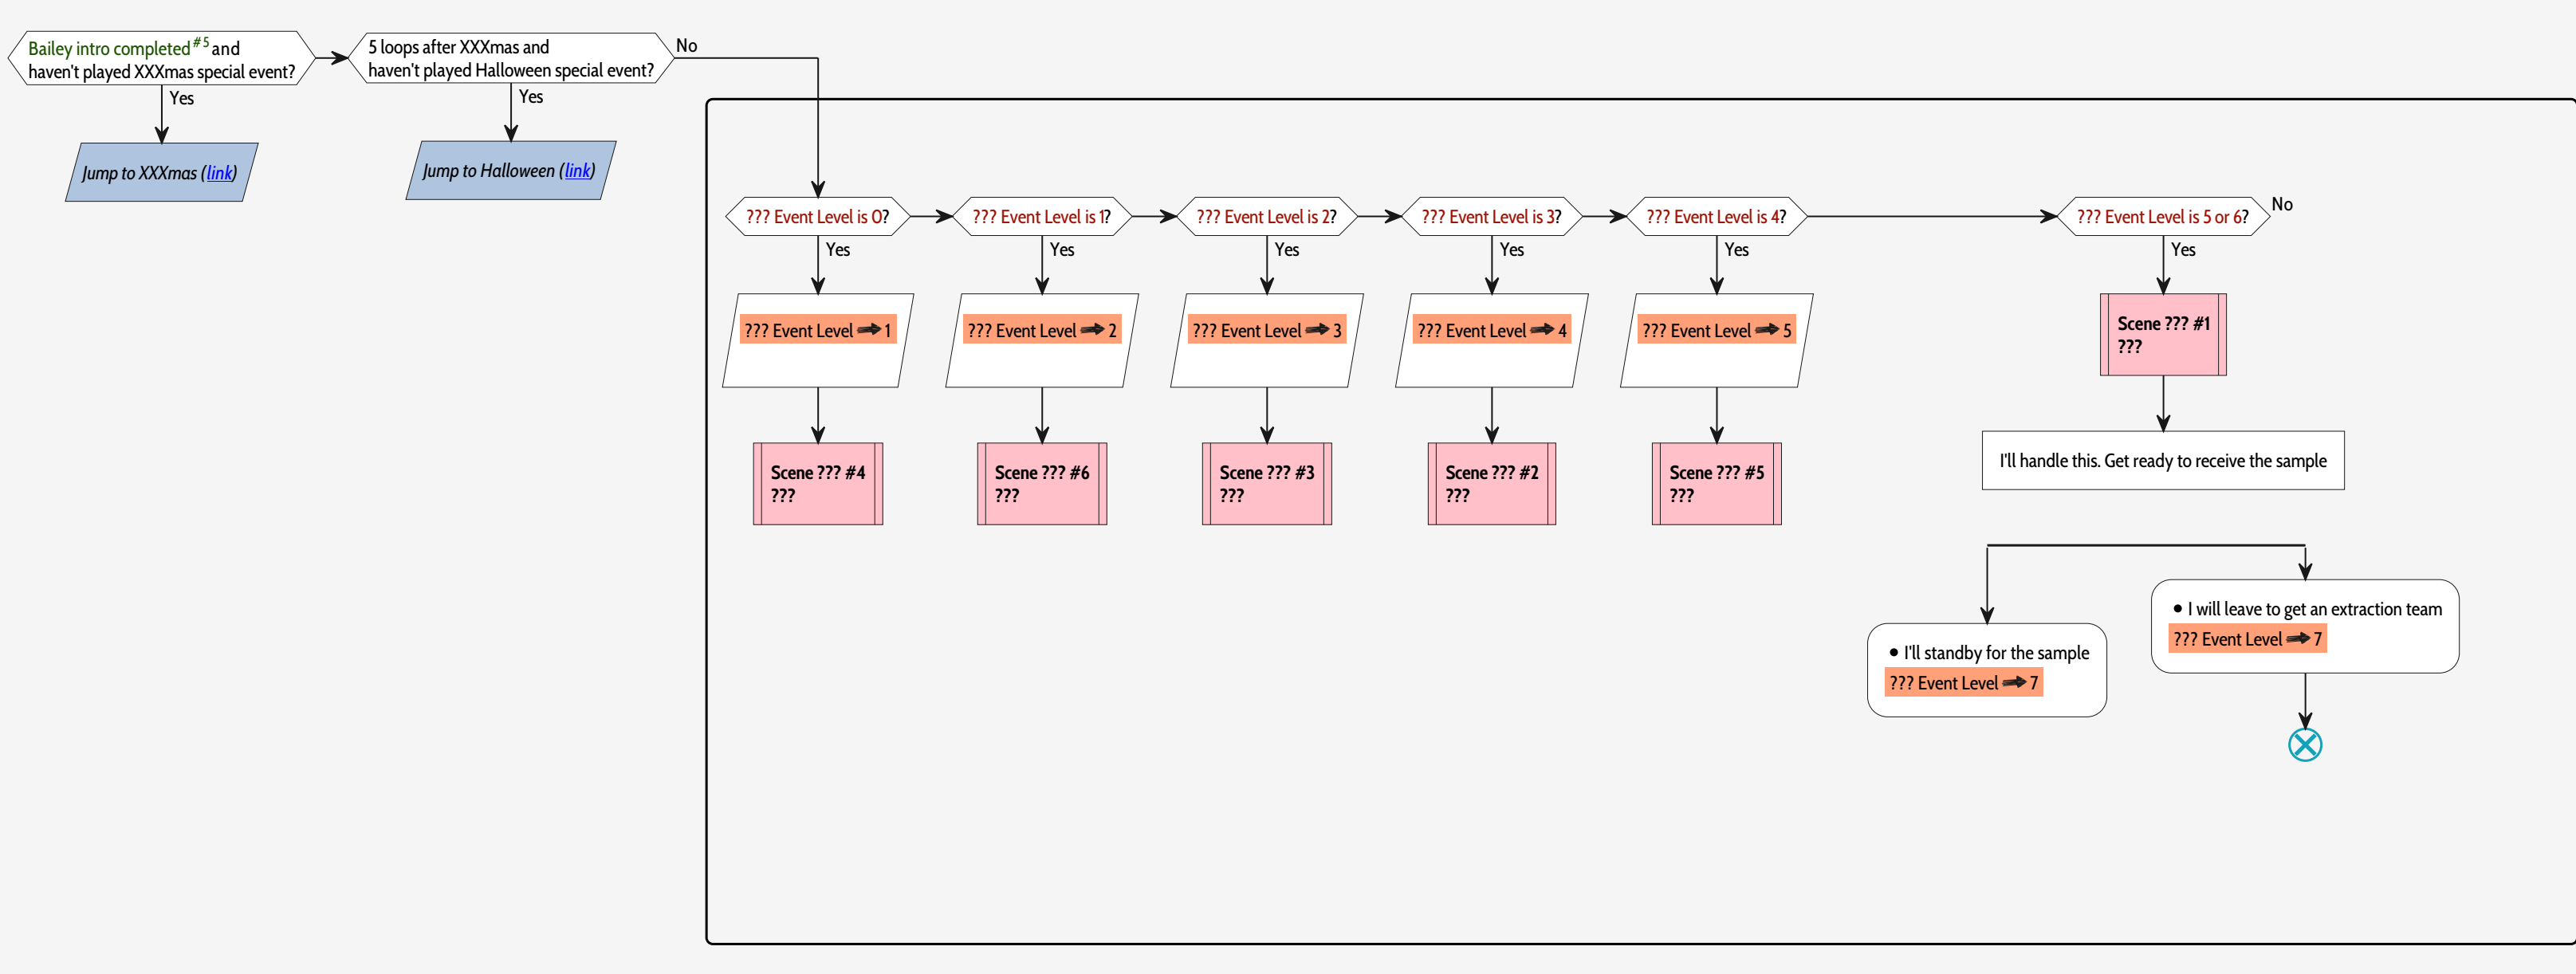 Bailey intro completed #5 and
haven't played XXXmas special event?
Yes
Jump to XXXmas (link)
5 loops after XXXmas and
haven't played Halloween special event?
No
Yes
Jump to Halloween (link)
??? Event Level is 0?
??? Event Level is 1?
??? Event Level is 2?
??? Event Level is 3?
??? Event Level is 4?
??? Event Level is 5 or 6?
No
Yes
Yes
Yes
Yes
Yes
Yes
??? Event Level ➡ 1
??? Event Level ➡ 2
??? Event Level ➡ 3
??? Event Level ➡ 4
??? Event Level ➡ 5
Scene ??? #1
???
Scene ??? #4
???
Scene ??? #6
???
Scene ??? #3
???
Scene ??? #2
???
Scene ??? #5
???
I'll handle this. Get ready to receive the sample
• I will leave to get an extraction team
??? Event Level ➡ 7
• I'll standby for the sample
??? Event Level ➡ 7